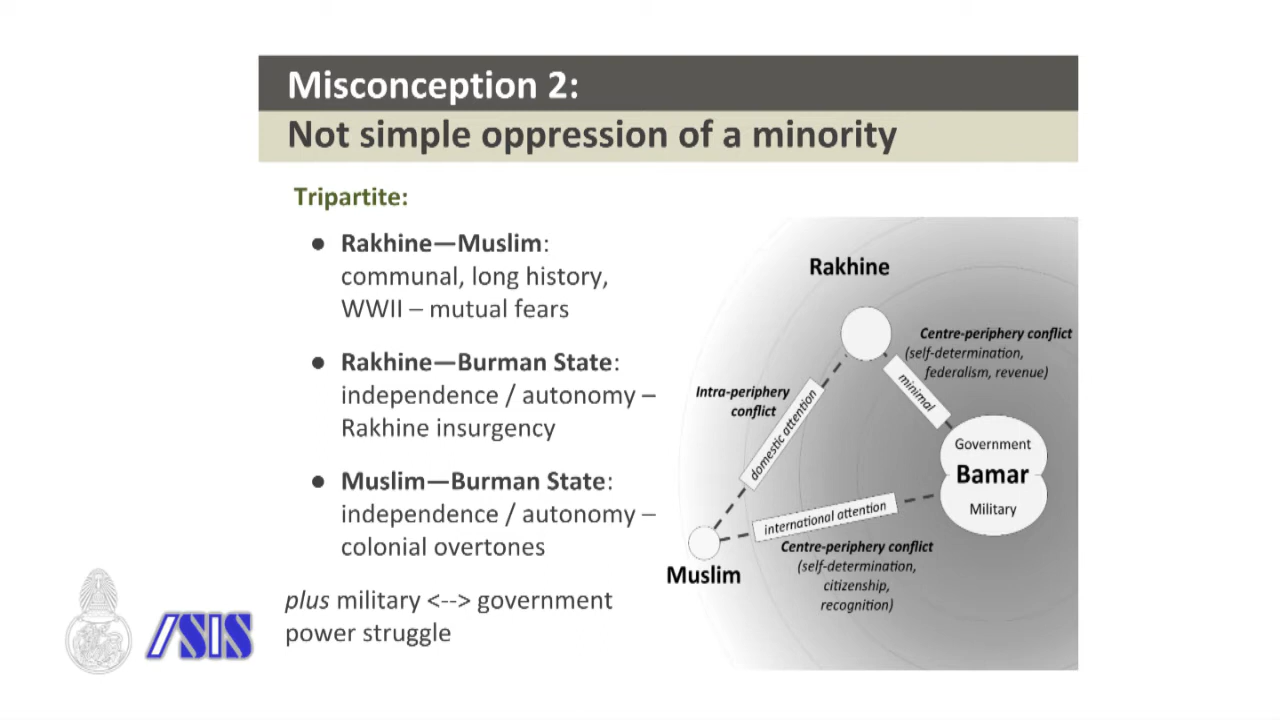 Misconception 2:
Not simple oppression of a minority
Tripartite:
● Rakhine—Muslim:
communal, long history,
WWII – mutual fears
● Rakhine—Burman State:
independence / autonomy –
Rakhine insurgency
● Muslim—Burman State:
independence / autonomy –
colonial overtones
plus military <--> government
power struggle
Rakhine
Centre-periphery conflict
(self-determination,
federalism, revenue)
minimal
Intra-periphery
conflict
domestic attention
Government
Bamar
Military
international attention
Centre-periphery conflict
(self-determination,
citizenship,
recognition)
Muslim
ISIS